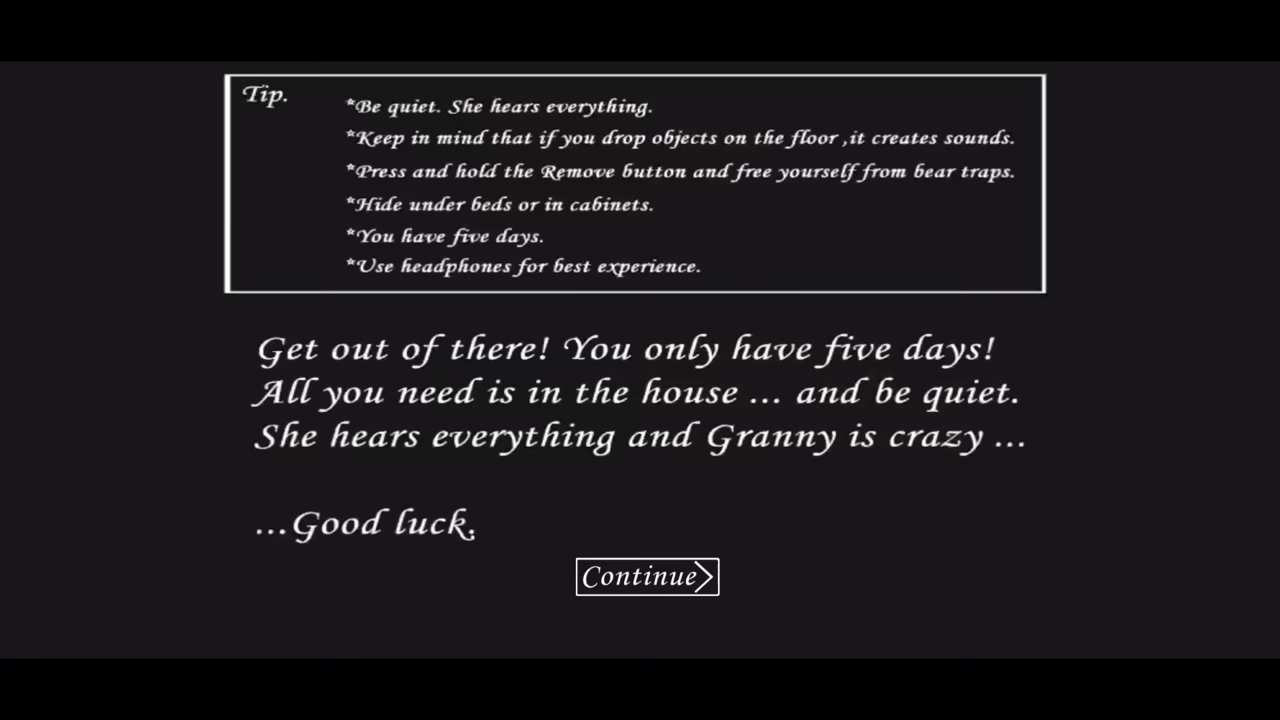 Tip.
*Be quiet. She hears everything.
*Keep in mind that if you drop objects on the floor ,it creates sounds.
*Press and hold the Remove button and free yourself from bear traps.
*Hide under beds or in cabinets.
*You have five days.
*Use headphones for best experience.
Get out of there! You only have five days!
All you need is in the house ... and be quiet.
She hears everything and Granny is crazy ...
...Good luck.
Continue